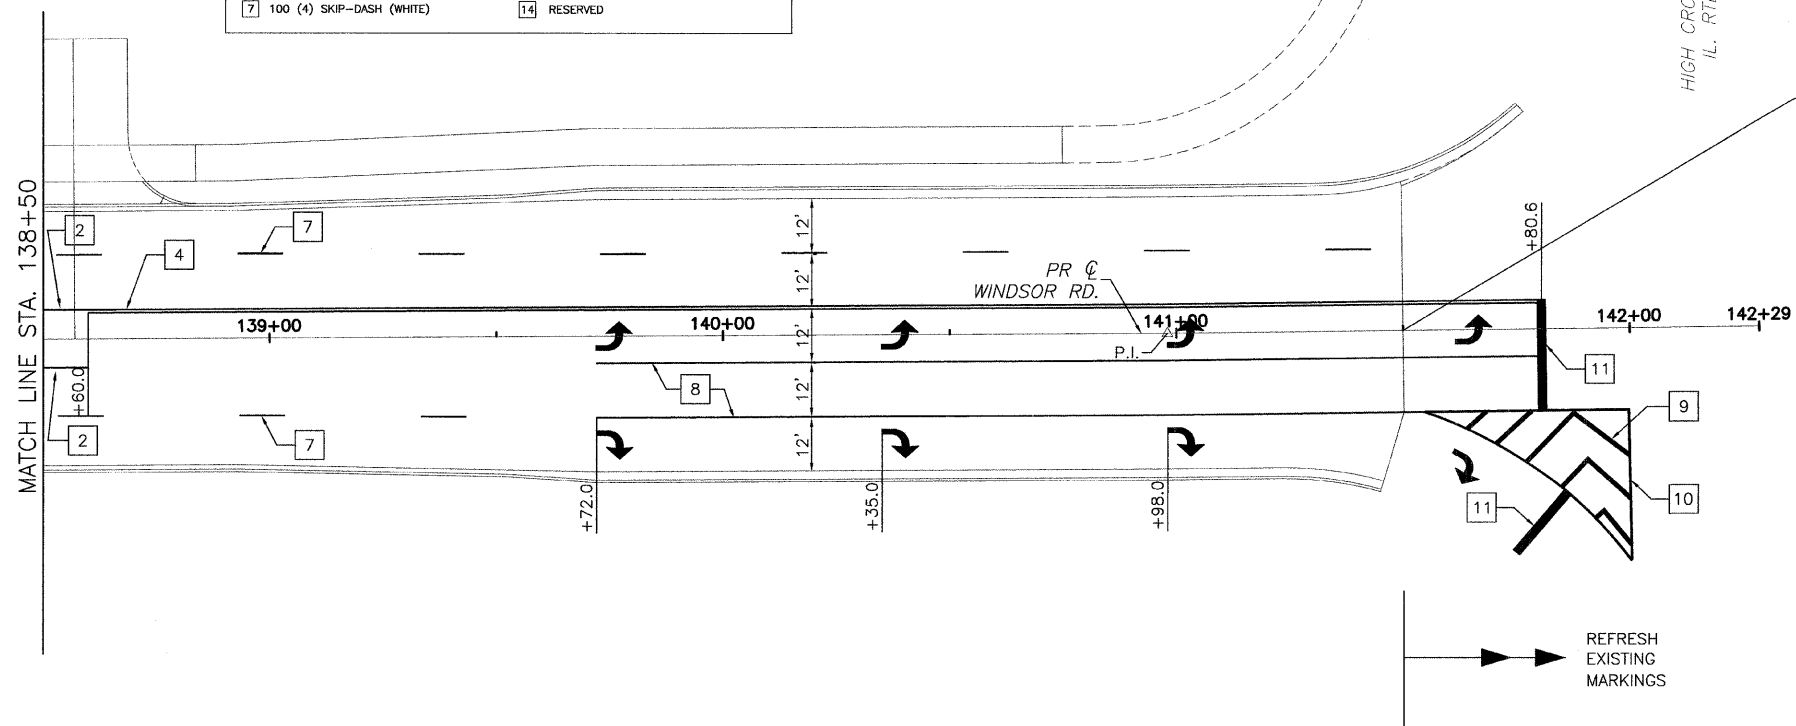 7 100 (4) SKIP-DASH (WHITE)
14 RESERVED
HIGH CRO
IL. RTE
MATCH LINE STA. 138+50
2
7
4
12'
12'
12'
12'
12'
+80.6
PR ℄
WINDSOR RD.
139+00
140+00
141+00
142+00
142+29
P.I.
+60.0
8
11
2
7
9
10
11
+72.0
+35.0
+98.0
REFRESH
EXISTING
MARKINGS